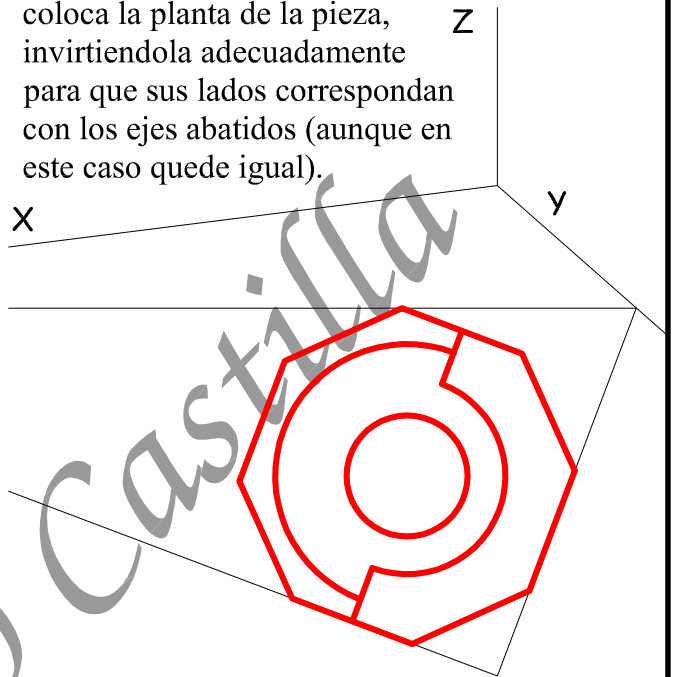 coloca la planta de la pieza,
invirtiendola adecuadamente
para que sus lados correspondan
con los ejes abatidos (aunque en
este caso quede igual).
Z
X
y
Castilla